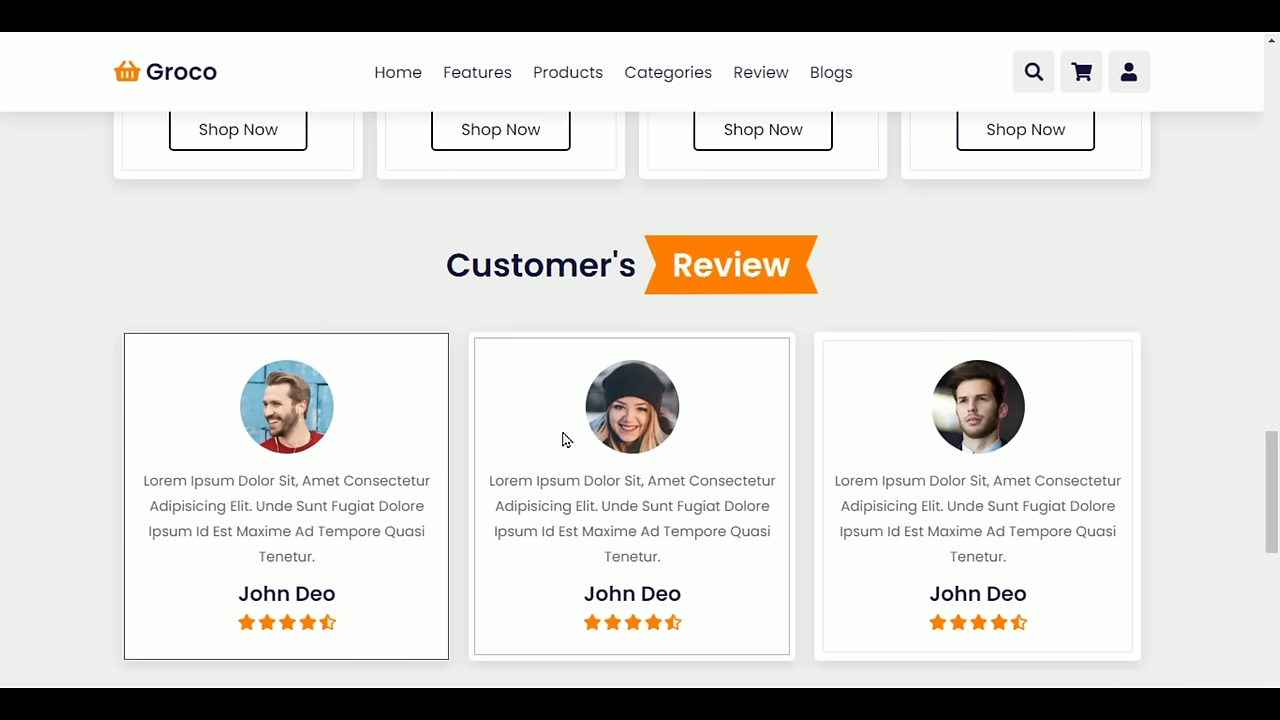 Groco
Home Features Products Categories Review Blogs
Shop Now Shop Now Shop Now Shop Now
Customer's Review
Lorem Ipsum Dolor Sit, Amet Consectetur
Adipisicing Elit. Unde Sunt Fugiat Dolore
Ipsum Id Est Maxime Ad Tempore Quasi
Tenetur.
John Deo
Lorem Ipsum Dolor Sit, Amet Consectetur
Adipisicing Elit. Unde Sunt Fugiat Dolore
Ipsum Id Est Maxime Ad Tempore Quasi
Tenetur.
John Deo
Lorem Ipsum Dolor Sit, Amet Consectetur
Adipisicing Elit. Unde Sunt Fugiat Dolore
Ipsum Id Est Maxime Ad Tempore Quasi
Tenetur.
John Deo